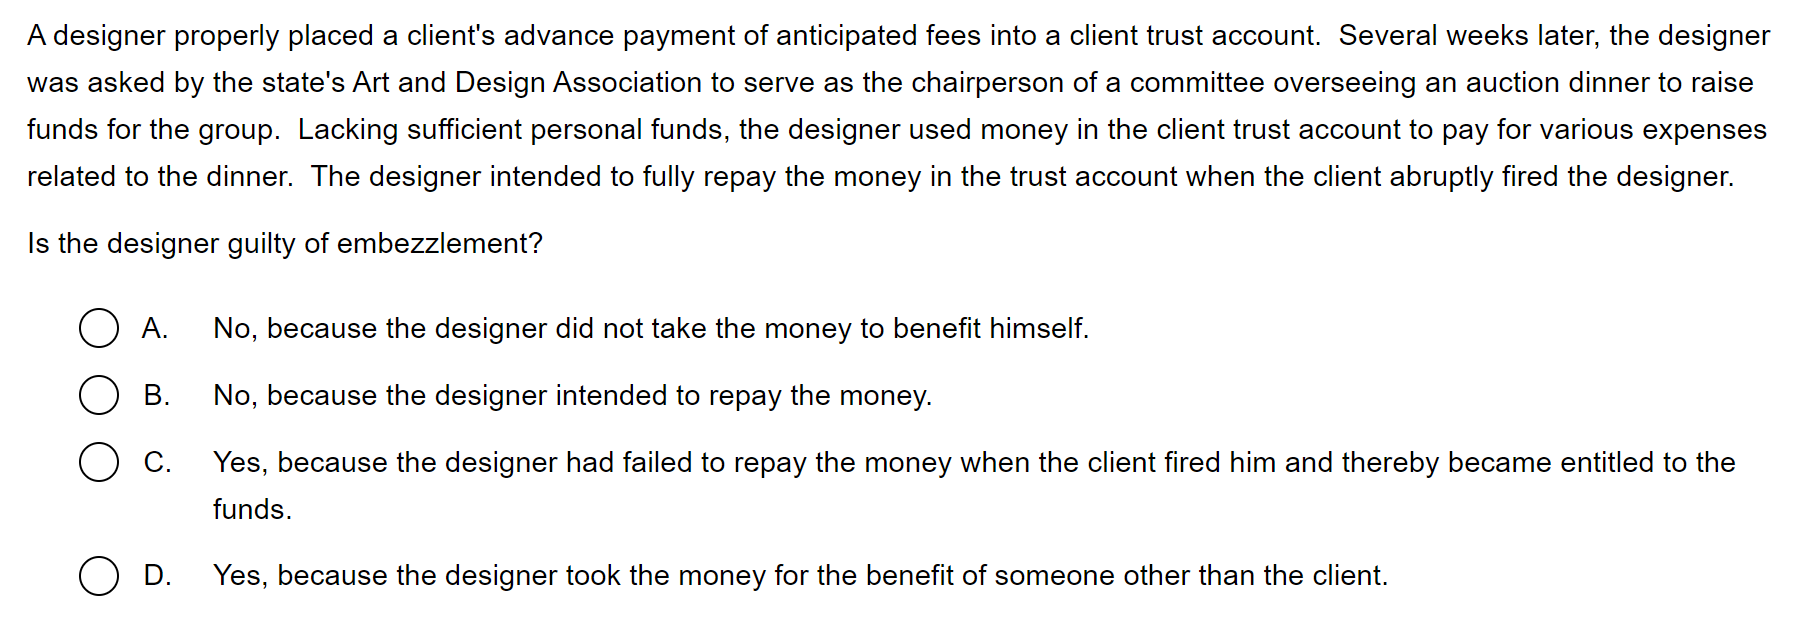 A designer properly placed a client's advance payment of anticipated fees into a client trust account.  Several weeks later, the designer
was asked by the state's Art and Design Association to serve as the chairperson of a committee overseeing an auction dinner to raise
funds for the group.  Lacking sufficient personal funds, the designer used money in the client trust account to pay for various expenses
related to the dinner.  The designer intended to fully repay the money in the trust account when the client abruptly fired the designer.
Is the designer guilty of embezzlement?
A. No, because the designer did not take the money to benefit himself.
B. No, because the designer intended to repay the money.
C. Yes, because the designer had failed to repay the money when the client fired him and thereby became entitled to the
funds.
D. Yes, because the designer took the money for the benefit of someone other than the client.